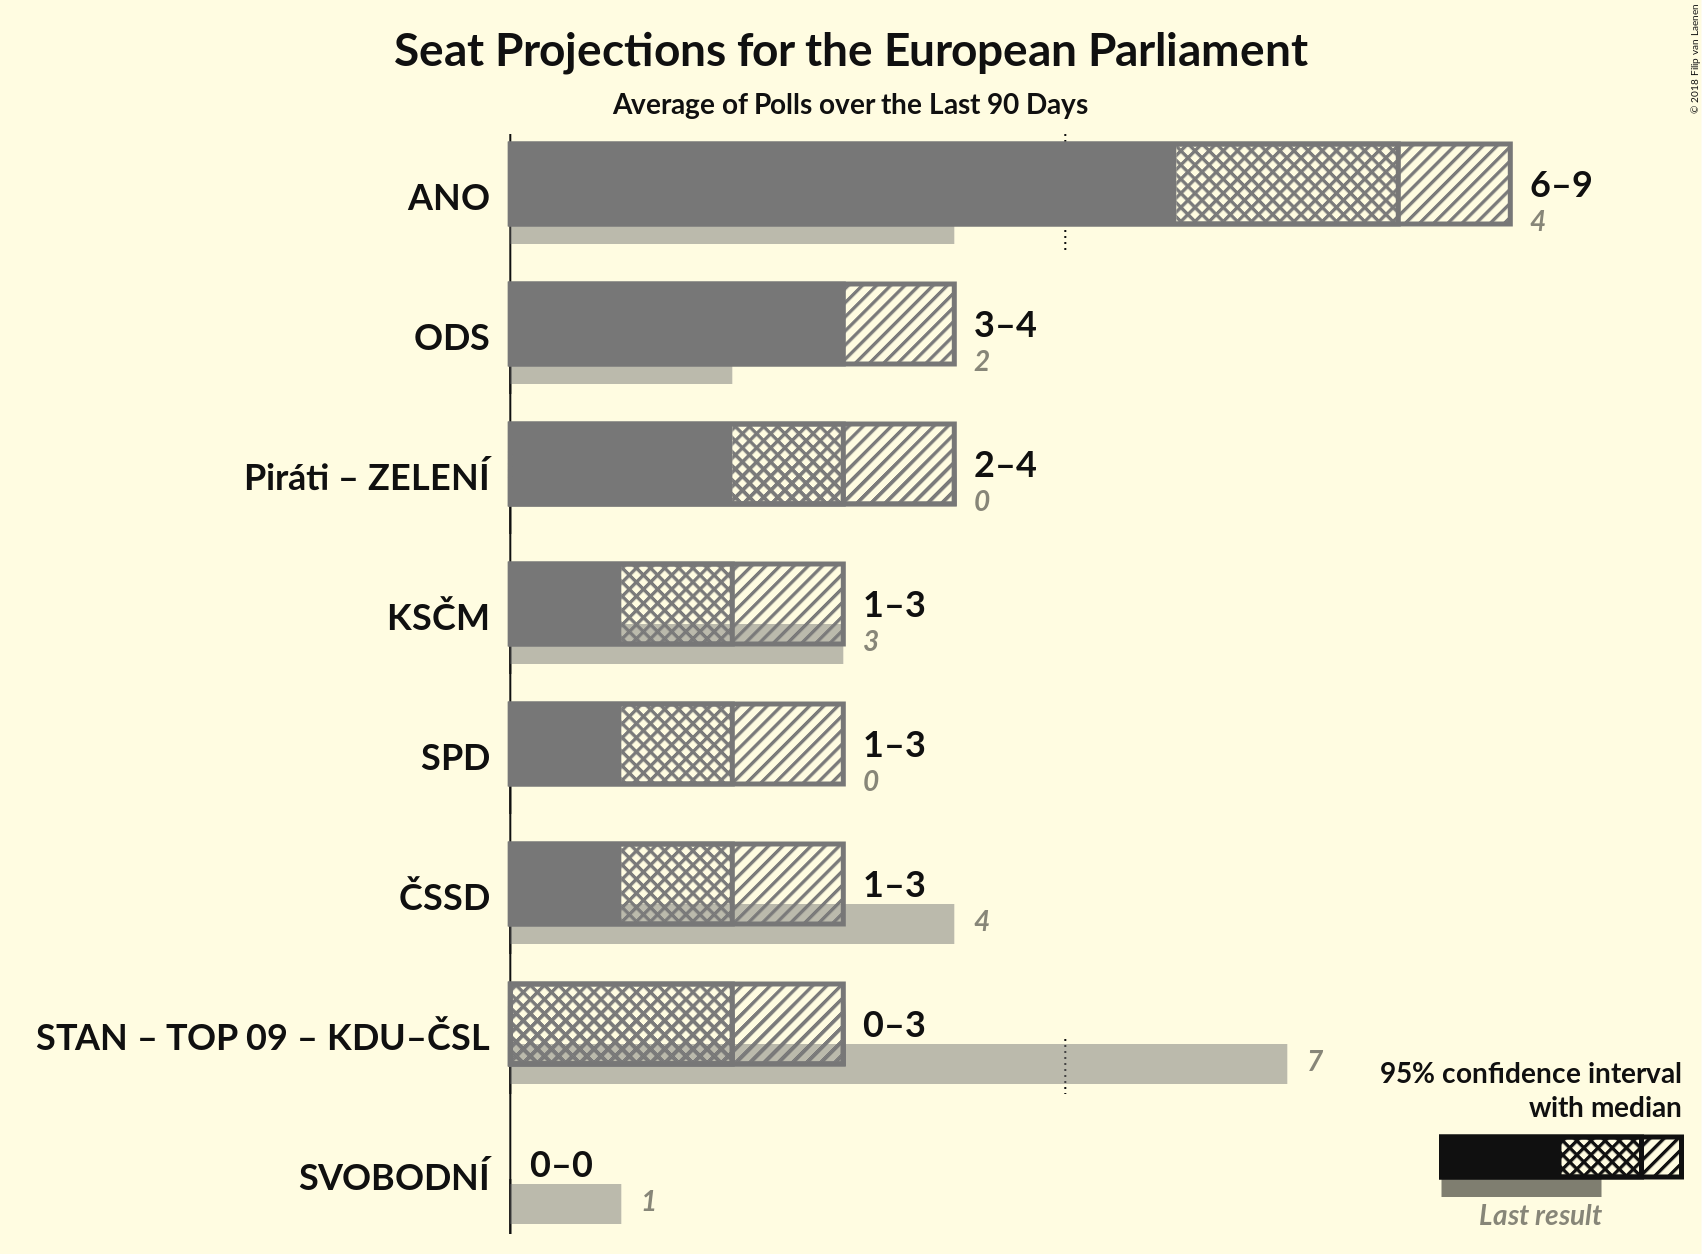 Seat Projections for the European Parliament
Average of Polls over the Last 90 Days
© 2018 Filip van Laenen
ANO
6–9
4
ODS
3–4
2
Piráti – ZELENÍ
2–4
0
KSČM
1–3
3
SPD
1–3
0
ČSSD
1–3
4
STAN – TOP 09 – KDU–ČSL
0–3
7
SVOBODNÍ
0–0
1
95% confidence interval
with median
Last result